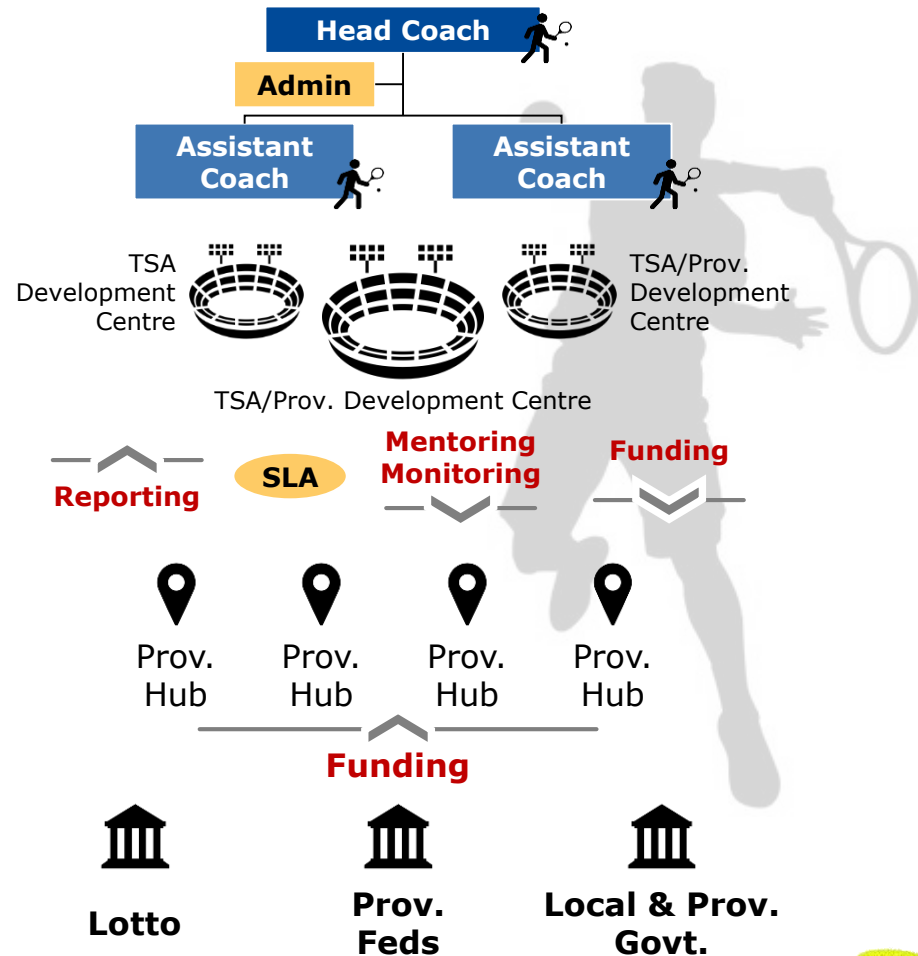 Head Coach
Admin
Assistant
Coach
Assistant
Coach
TSA
Development
Centre
TSA/Prov.
Development
Centre
TSA/Prov. Development Centre
Reporting
SLA
Mentoring
Monitoring
Funding
Prov.
Hub
Prov.
Hub
Prov.
Hub
Prov.
Hub
Funding
Lotto
Prov.
Feds
Local & Prov.
Govt.